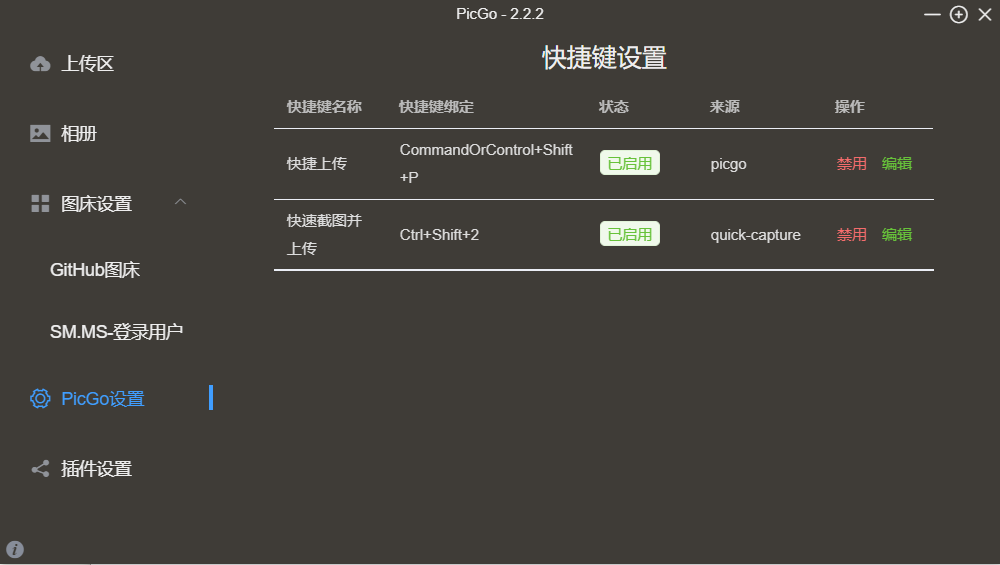 PicGo - 2.2.2
上传区
相册
图床设置
GitHub图床
SM.MS-登录用户
PicGo设置
插件设置
快捷键设置
快捷键名称 快捷键绑定 状态 来源 操作
快捷上传 CommandOrControl+Shift+P 已启用 picgo 禁用 编辑
快速截图并上传 Ctrl+Shift+2 已启用 quick-capture 禁用 编辑